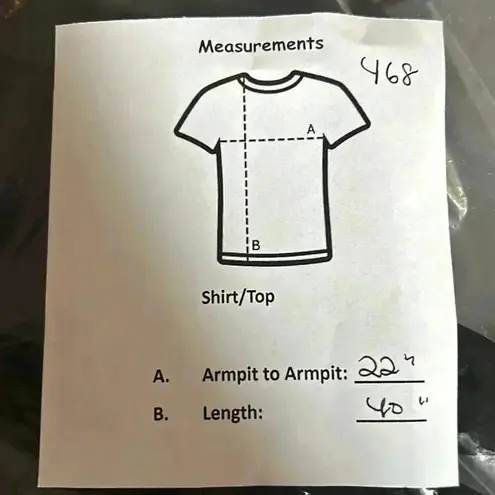 Measurements
468
A
B
Shirt/Top
A. Armpit to Armpit: 22"
B. Length: 40"